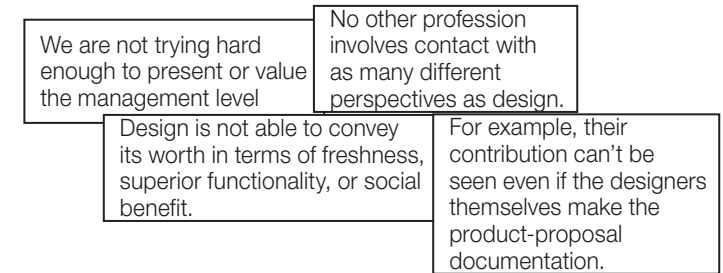 We are not trying hard
enough to present or value
the management level
No other profession
involves contact with
as many different
perspectives as design.
Design is not able to convey
its worth in terms of freshness,
superior functionality, or social
benefit.
For example, their
contribution can't be
seen even if the designers
themselves make the
product-proposal
documentation.